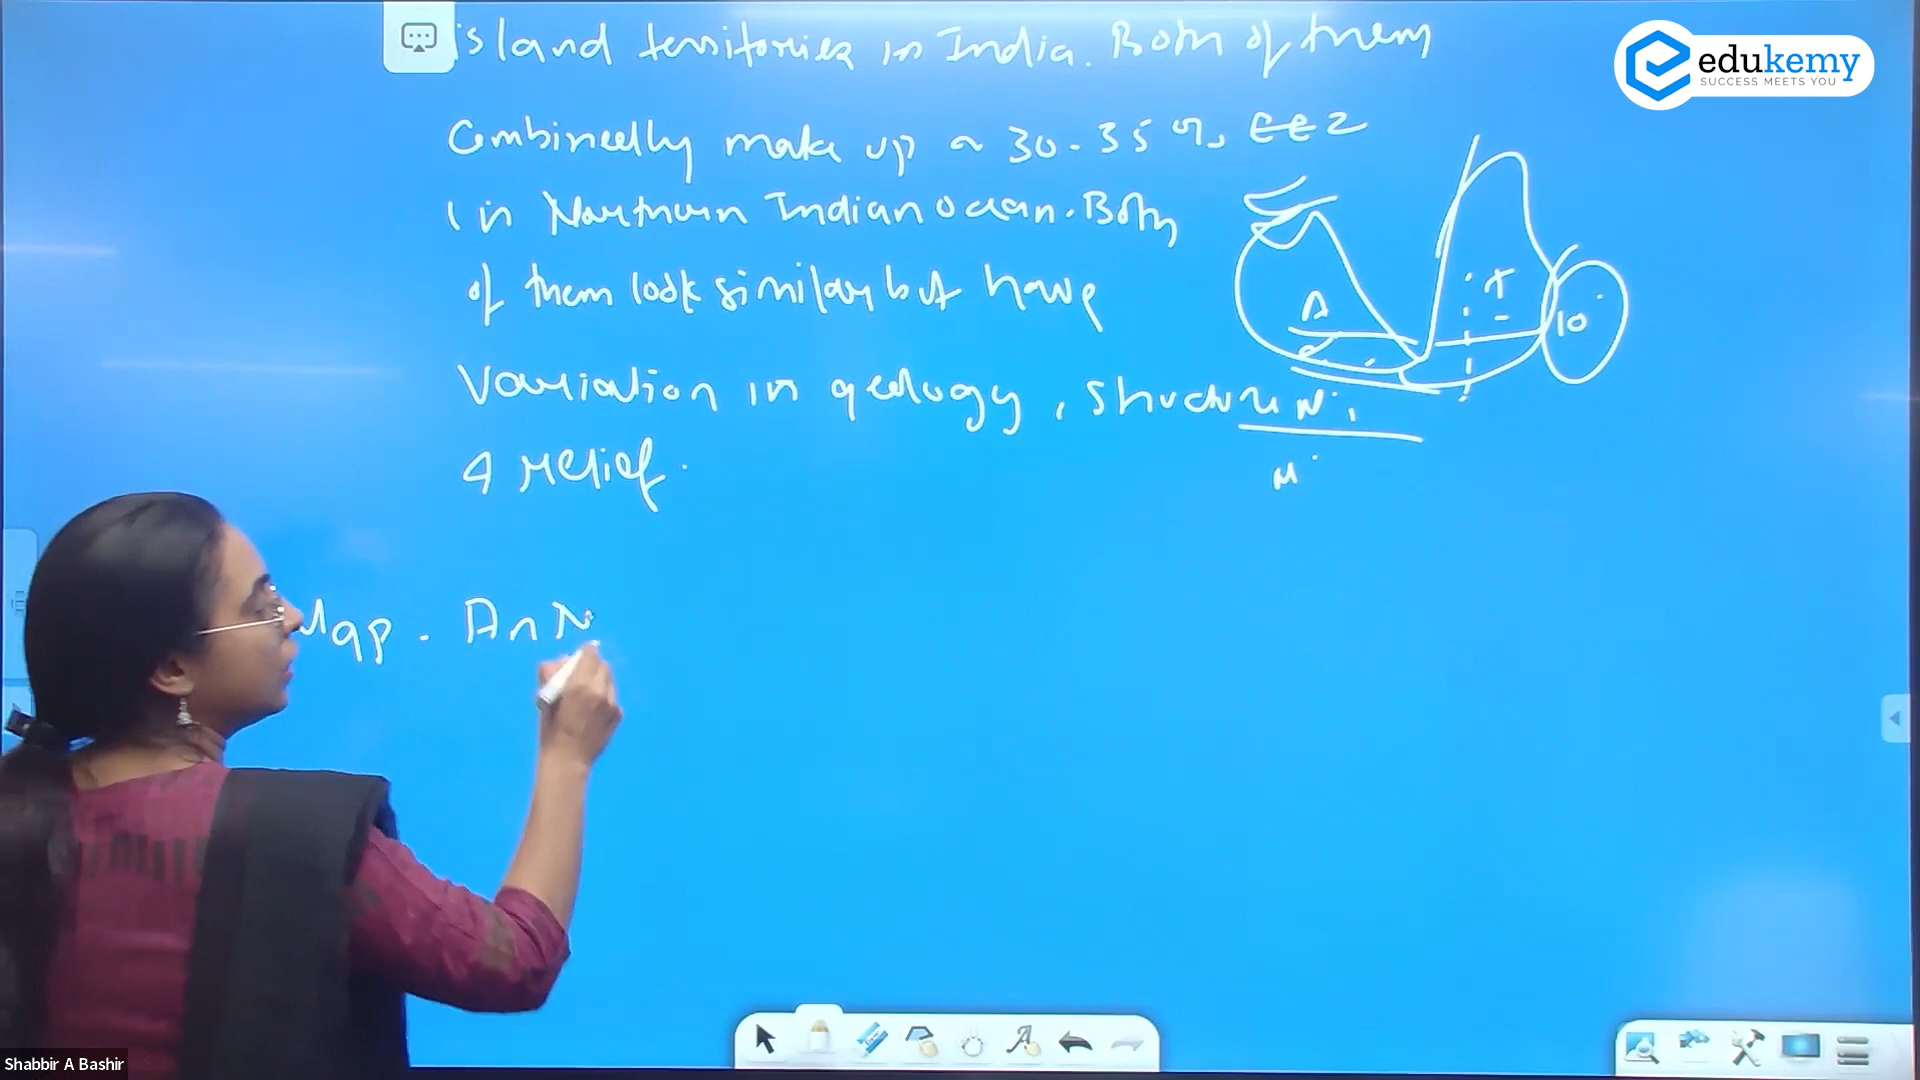 island territories in India. Both of them
edukemy
SUCCESS MEETS YOU
Combinedly make up a 30-35% EEZ
in Northern Indian Ocean. Both
of them look similar but have
Variation in geology, structure
& relief.
A
10
N
M
Map - An N
Shabbir A Bashir